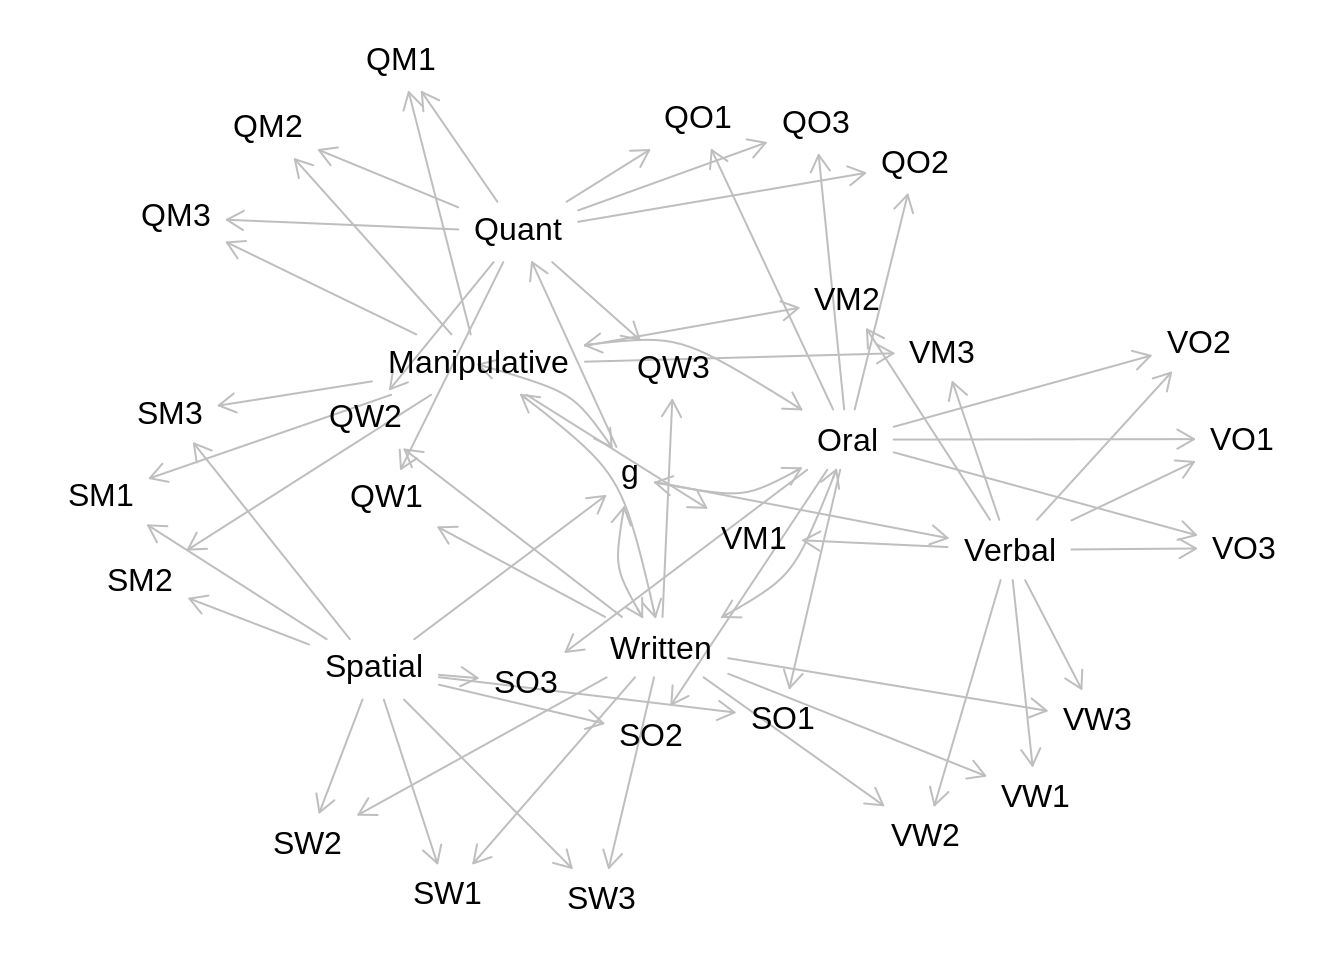 QM1
QM2
QO1
QO3
QO2
QM3
Quant
VM2
VO2
VM3
Manipulative
QW3
SM3
QW2
Oral
VO1
g
SM1
QW1
VM1
Verbal
VO3
SM2
Written
Spatial
SO3
SO1
VW3
SO2
VW1
VW2
SW2
SW1
SW3